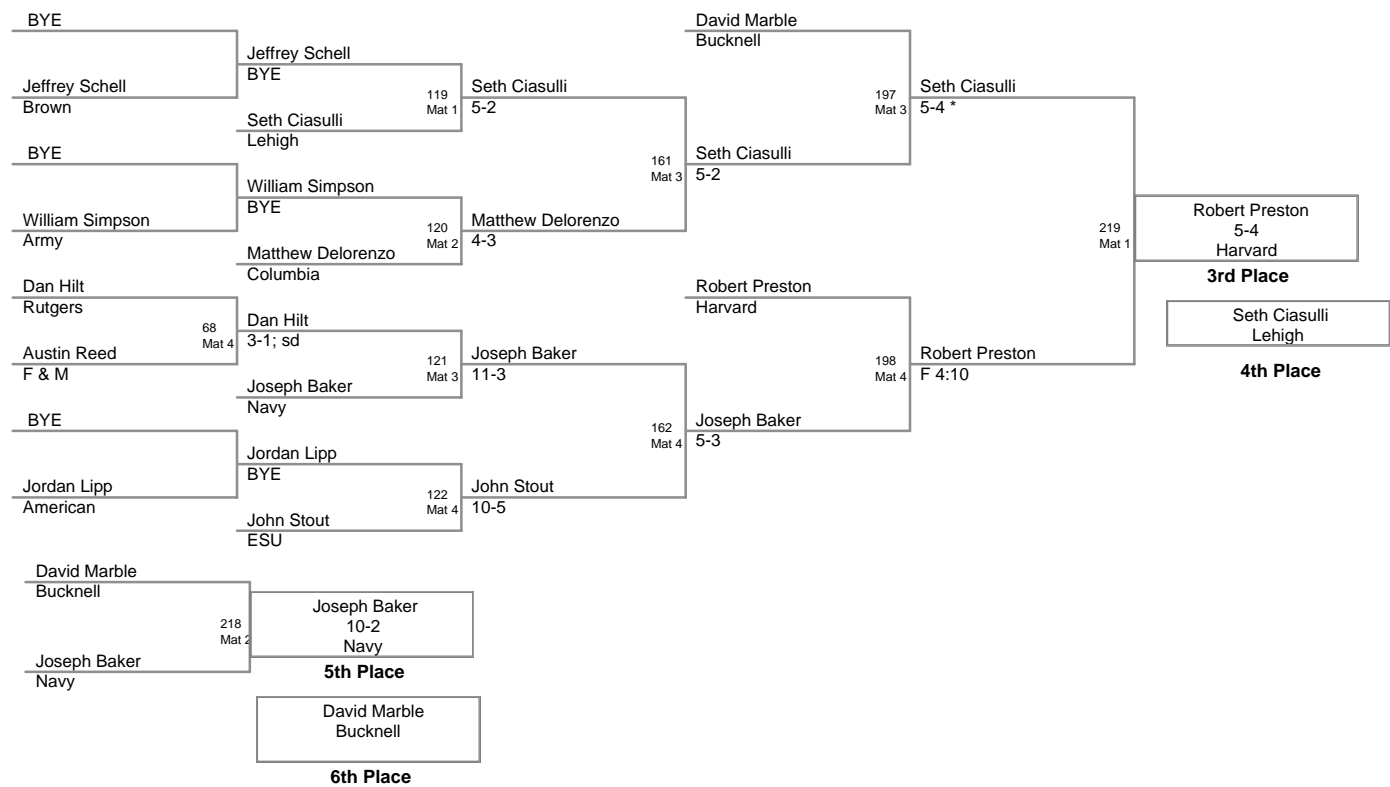 BYE
Jeffrey Schell
Brown
BYE
William Simpson
Army
Dan Hilt
Rutgers
Austin Reed
F & M
BYE
Jordan Lipp
American
68
Mat 4
Jeffrey Schell
BYE
Seth Ciasulli
Lehigh
William Simpson
BYE
Matthew Delorenzo
Columbia
Dan Hilt
3-1; sd
Joseph Baker
Navy
Jordan Lipp
BYE
John Stout
ESU
119
Mat 1
120
Mat 2
121
Mat 3
122
Mat 4
Seth Ciasulli
5-2
Matthew Delorenzo
4-3
Joseph Baker
11-3
John Stout
10-5
161
Mat 3
162
Mat 4
David Marble
Bucknell
Seth Ciasulli
5-2
Robert Preston
Harvard
Joseph Baker
5-3
197
Mat 3
198
Mat 4
Seth Ciasulli
5-4 *
Robert Preston
F 4:10
219
Mat 1
Robert Preston
5-4
Harvard
3rd Place
Seth Ciasulli
Lehigh
4th Place
David Marble
Bucknell
Joseph Baker
Navy
218
Mat 2
Joseph Baker
10-2
Navy
5th Place
David Marble
Bucknell
6th Place